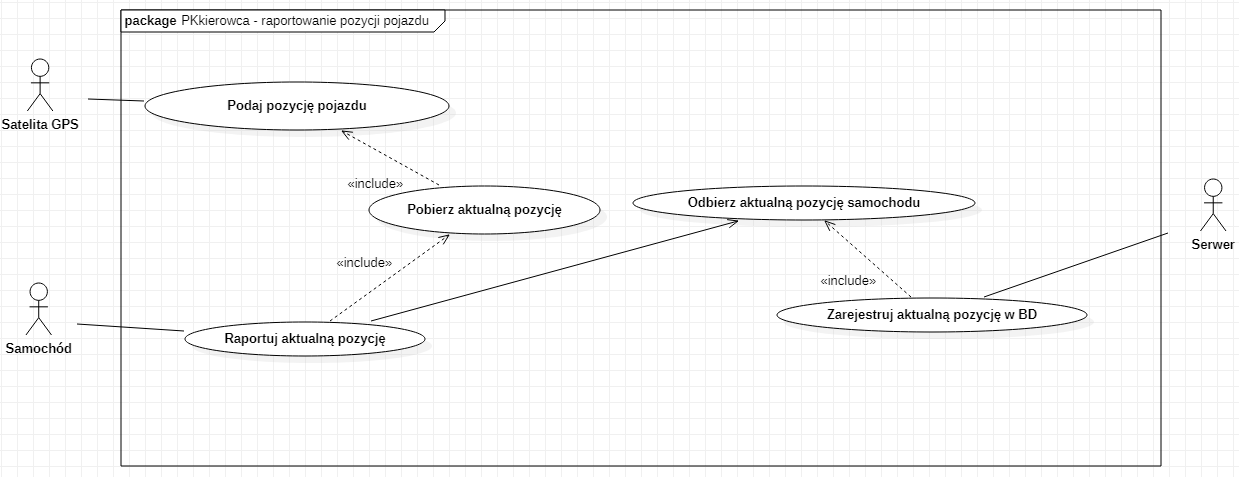 package PKkierowca - raportowanie pozycji pojazdu
Podaj pozycję pojazdu
Satelita GPS
«include»
Pobierz aktualną pozycję
Odbierz aktualną pozycję samochodu
Serwer
«include»
«include»
Zarejestruj aktualną pozycję w BD
Raportuj aktualną pozycję
Samochód